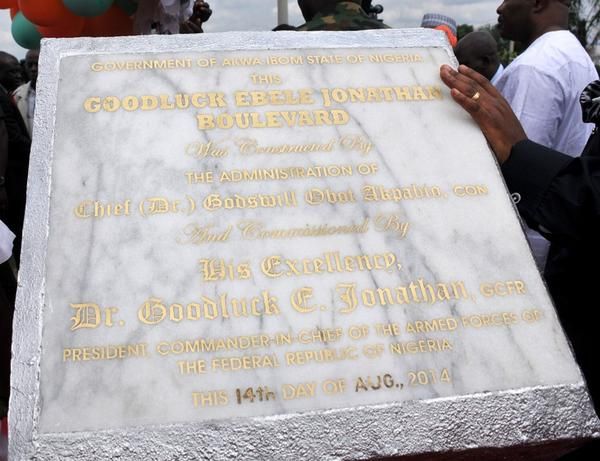 GOVERNMENT OF AKWA IBOM STATE OF NIGERIA
THIS
GOODLUCK EBELE JONATHAN
BOULEVARD
Was Constructed By
THE ADMINISTRATION OF
Chief (Dr.) Godswill Obot Akpabio, CON
And Commissioned By
His Excellency,
Dr. Goodluck E. Jonathan, GCFR
PRESIDENT, COMMANDER-IN-CHIEF OF THE ARMED FORCES OF
THE FEDERAL REPUBLIC OF NIGERIA
THIS 14th DAY OF AUG., 2014